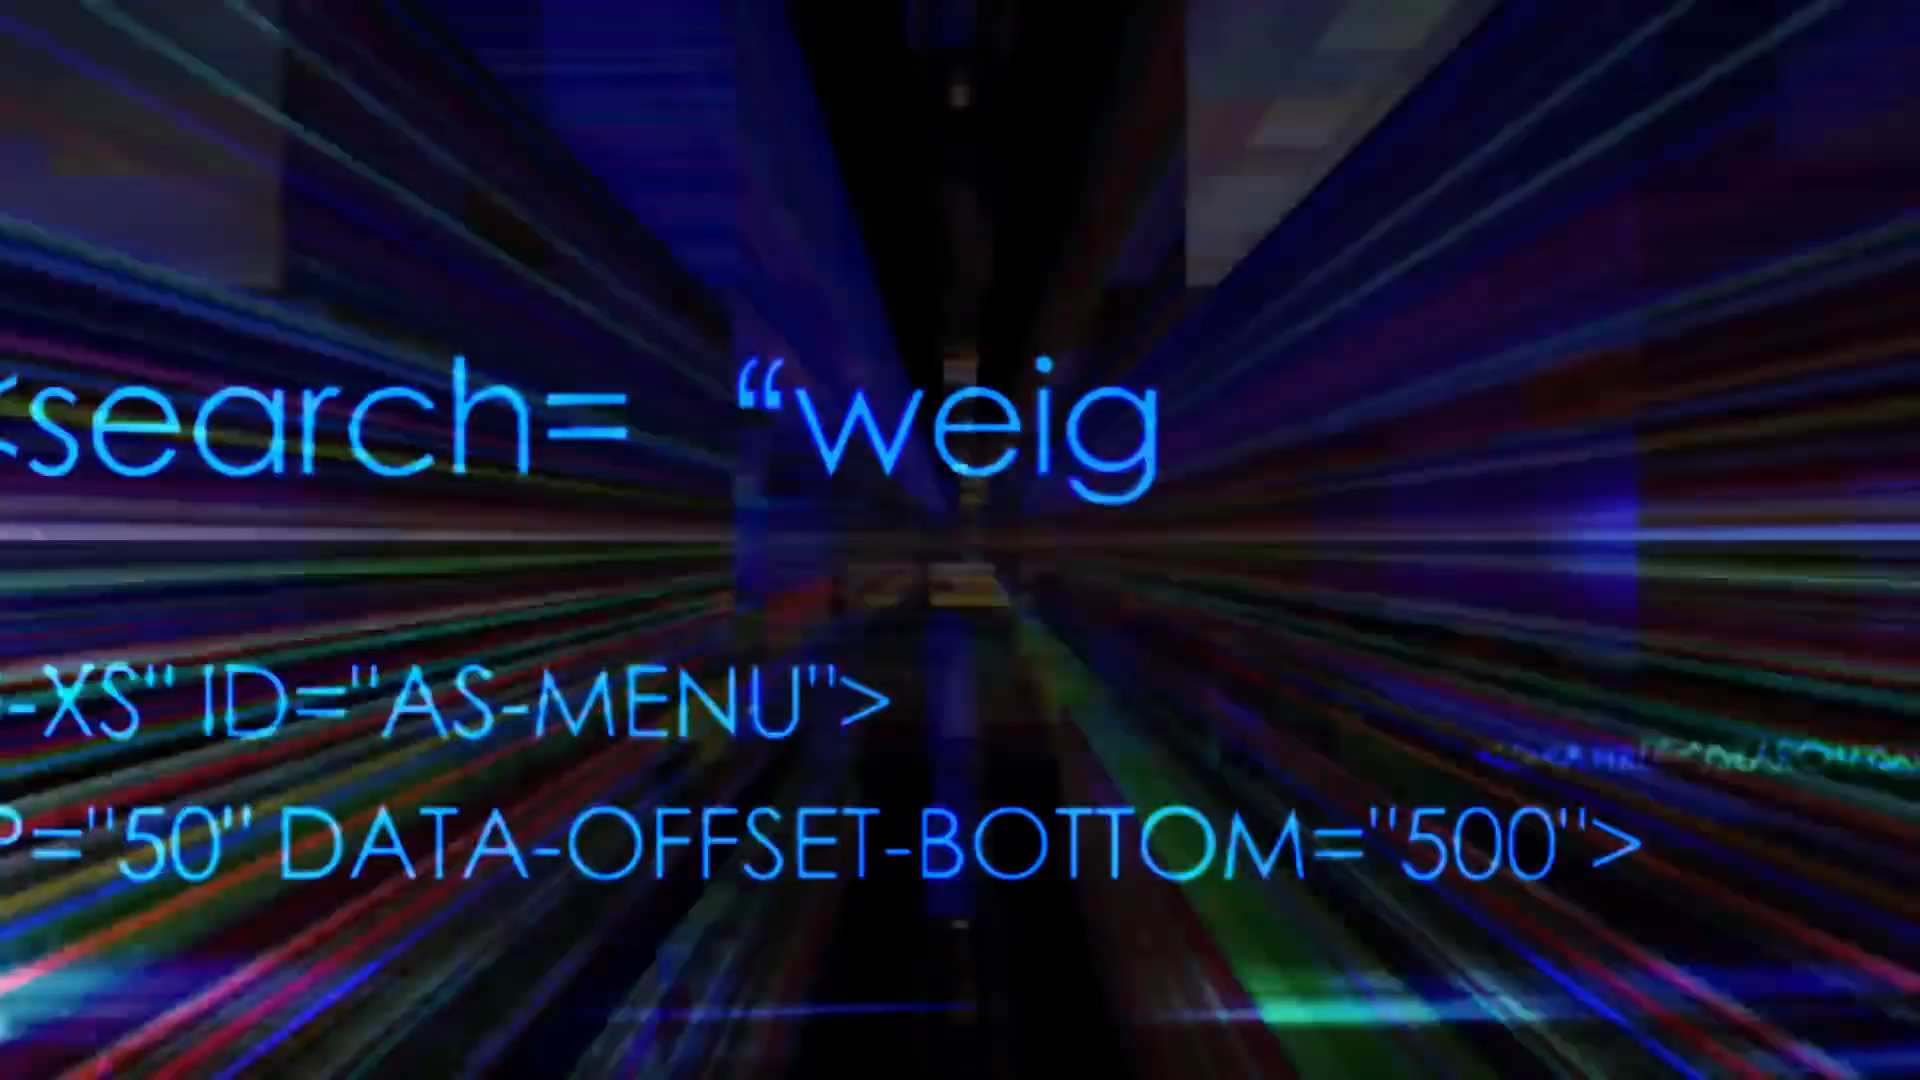 <search= “weig
-XS" ID="AS-MENU">
P="50" DATA-OFFSET-BOTTOM="500">